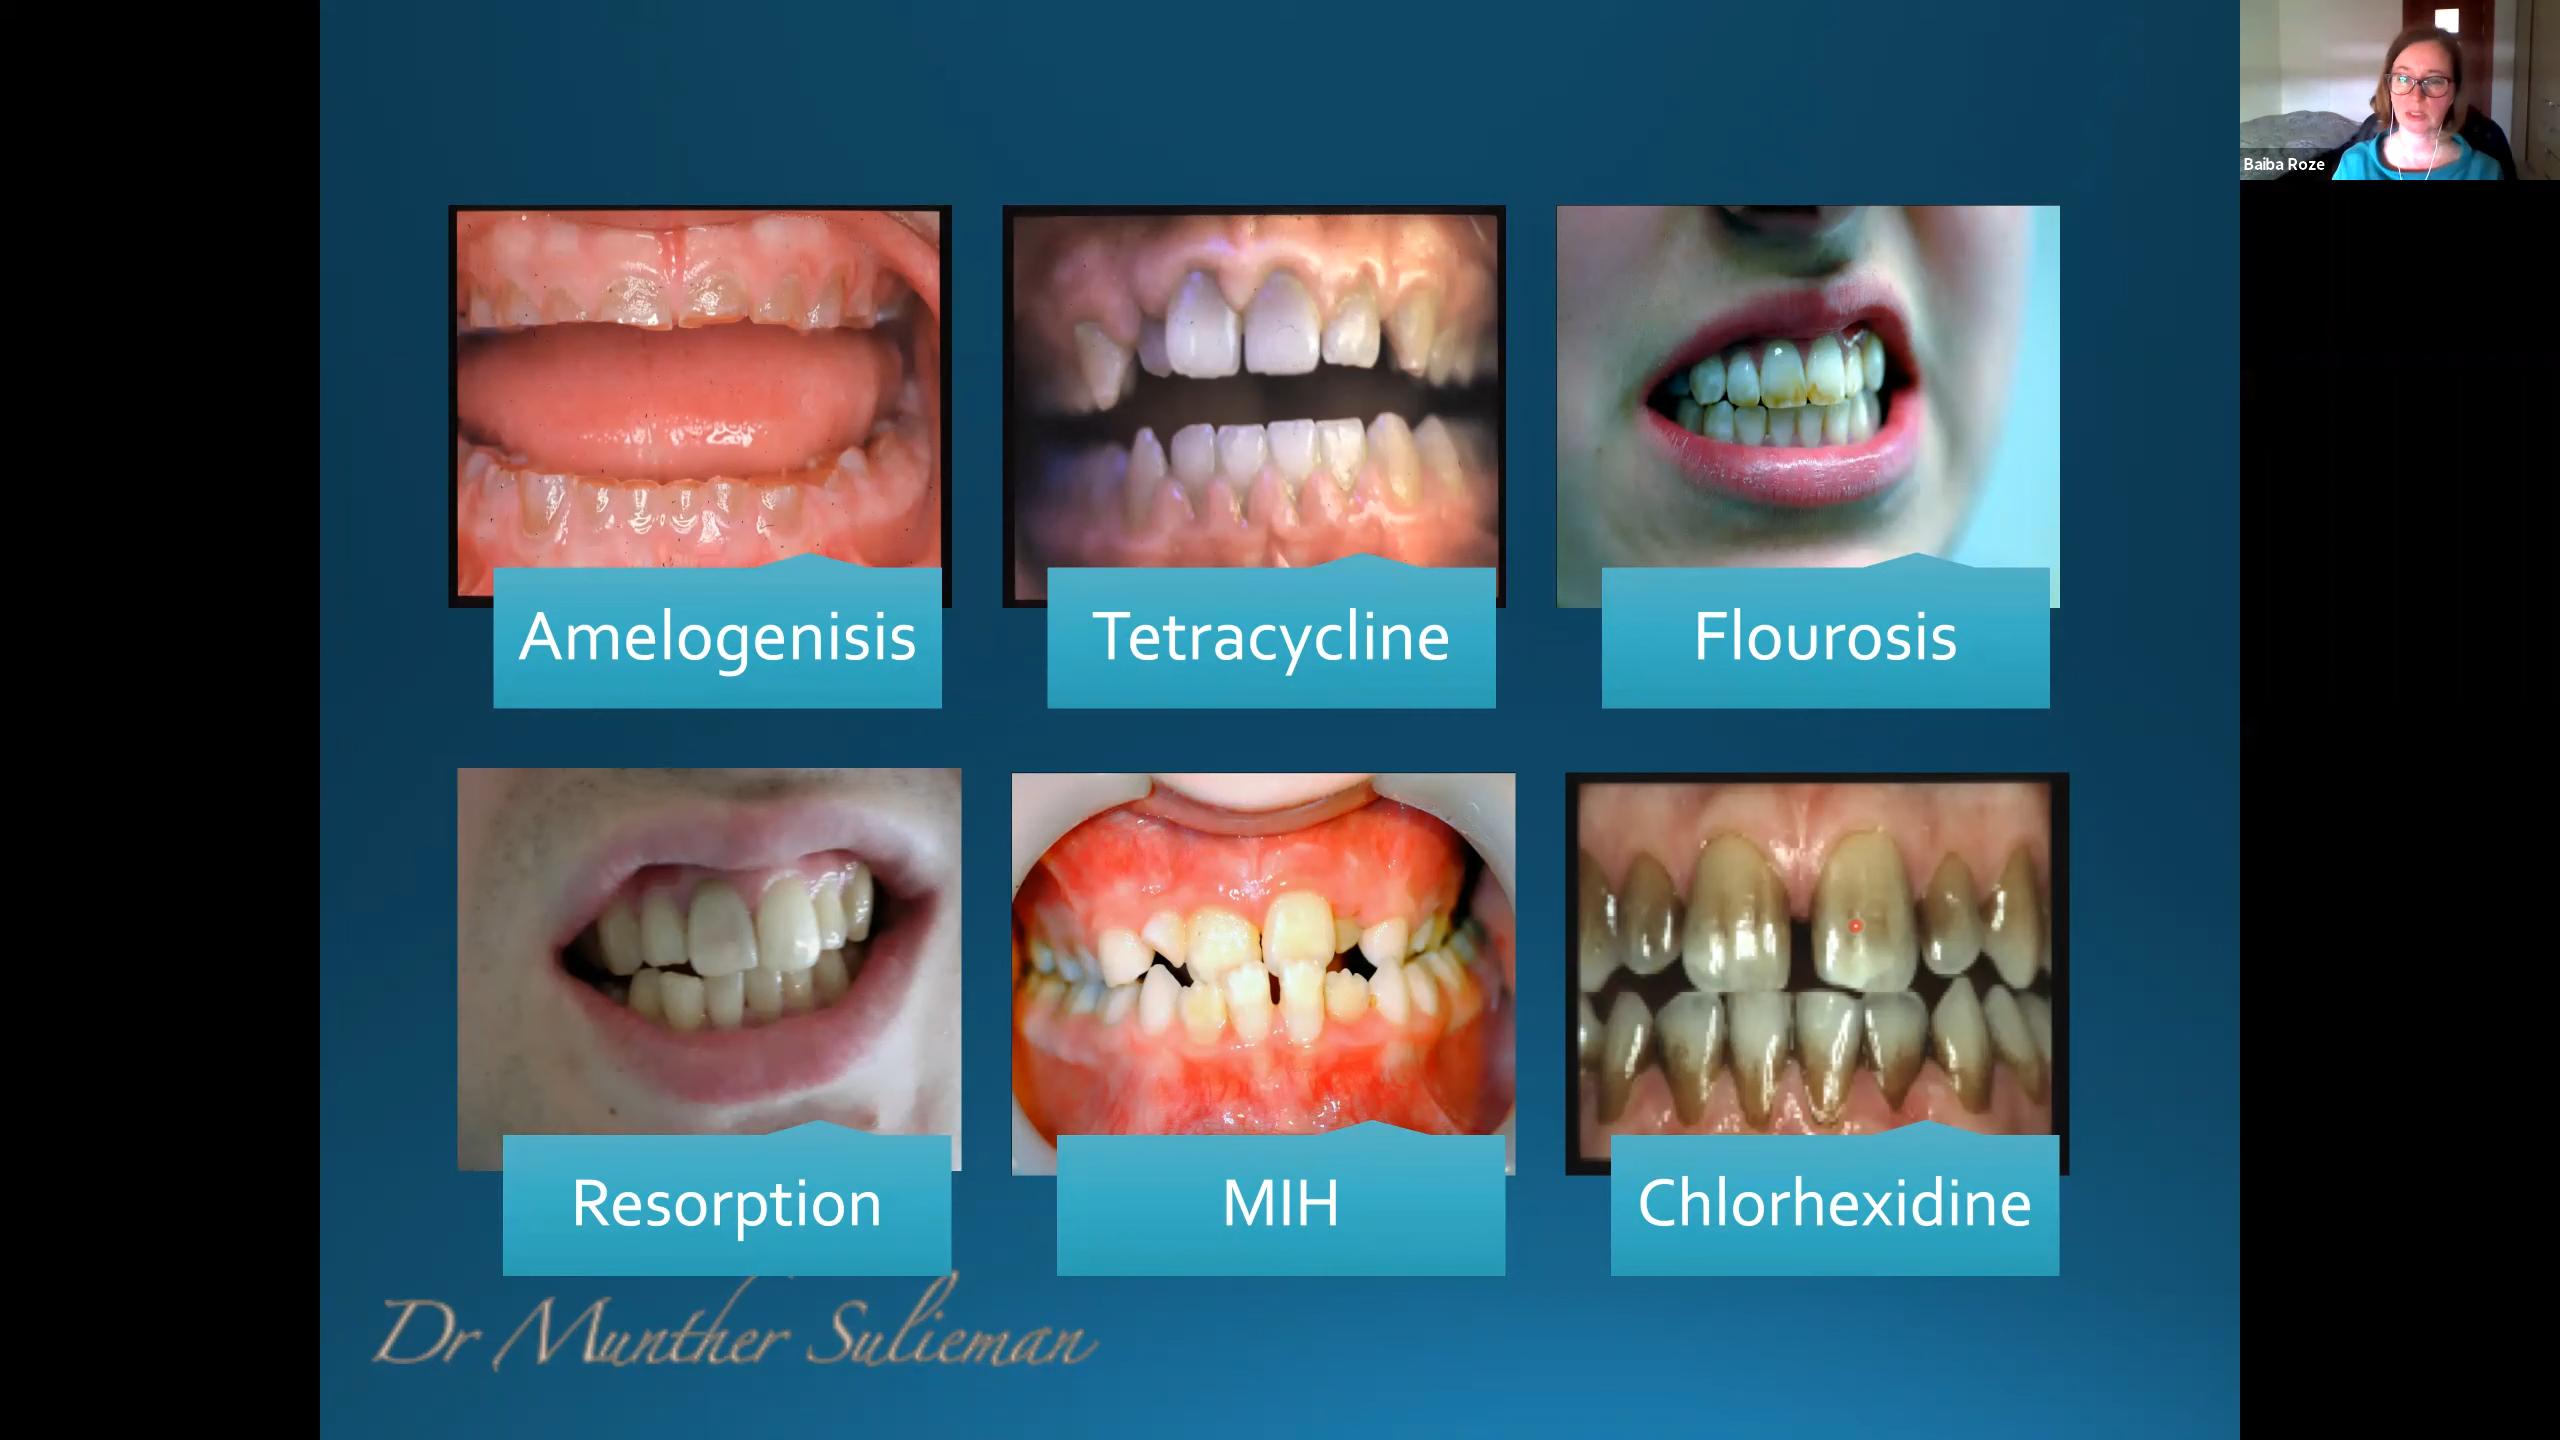 Baiba Roze
Amelogenisis
Tetracycline
Flourosis
Resorption
MIH
Chlorhexidine
Dr Munther Sulieman